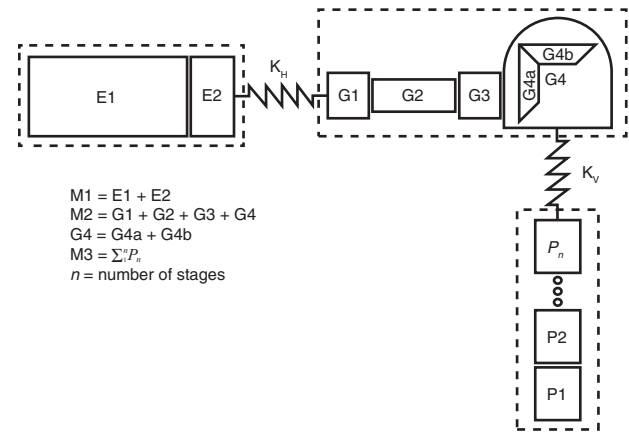 E1
E2
K_H
G1
G2
G3
G4a
G4b
G4
K_V
M1 = E1 + E2
M2 = G1 + G2 + G3 + G4
G4 = G4a + G4b
M3 = ∑₁ⁿPₙ
n = number of stages
Pₙ
P2
P1